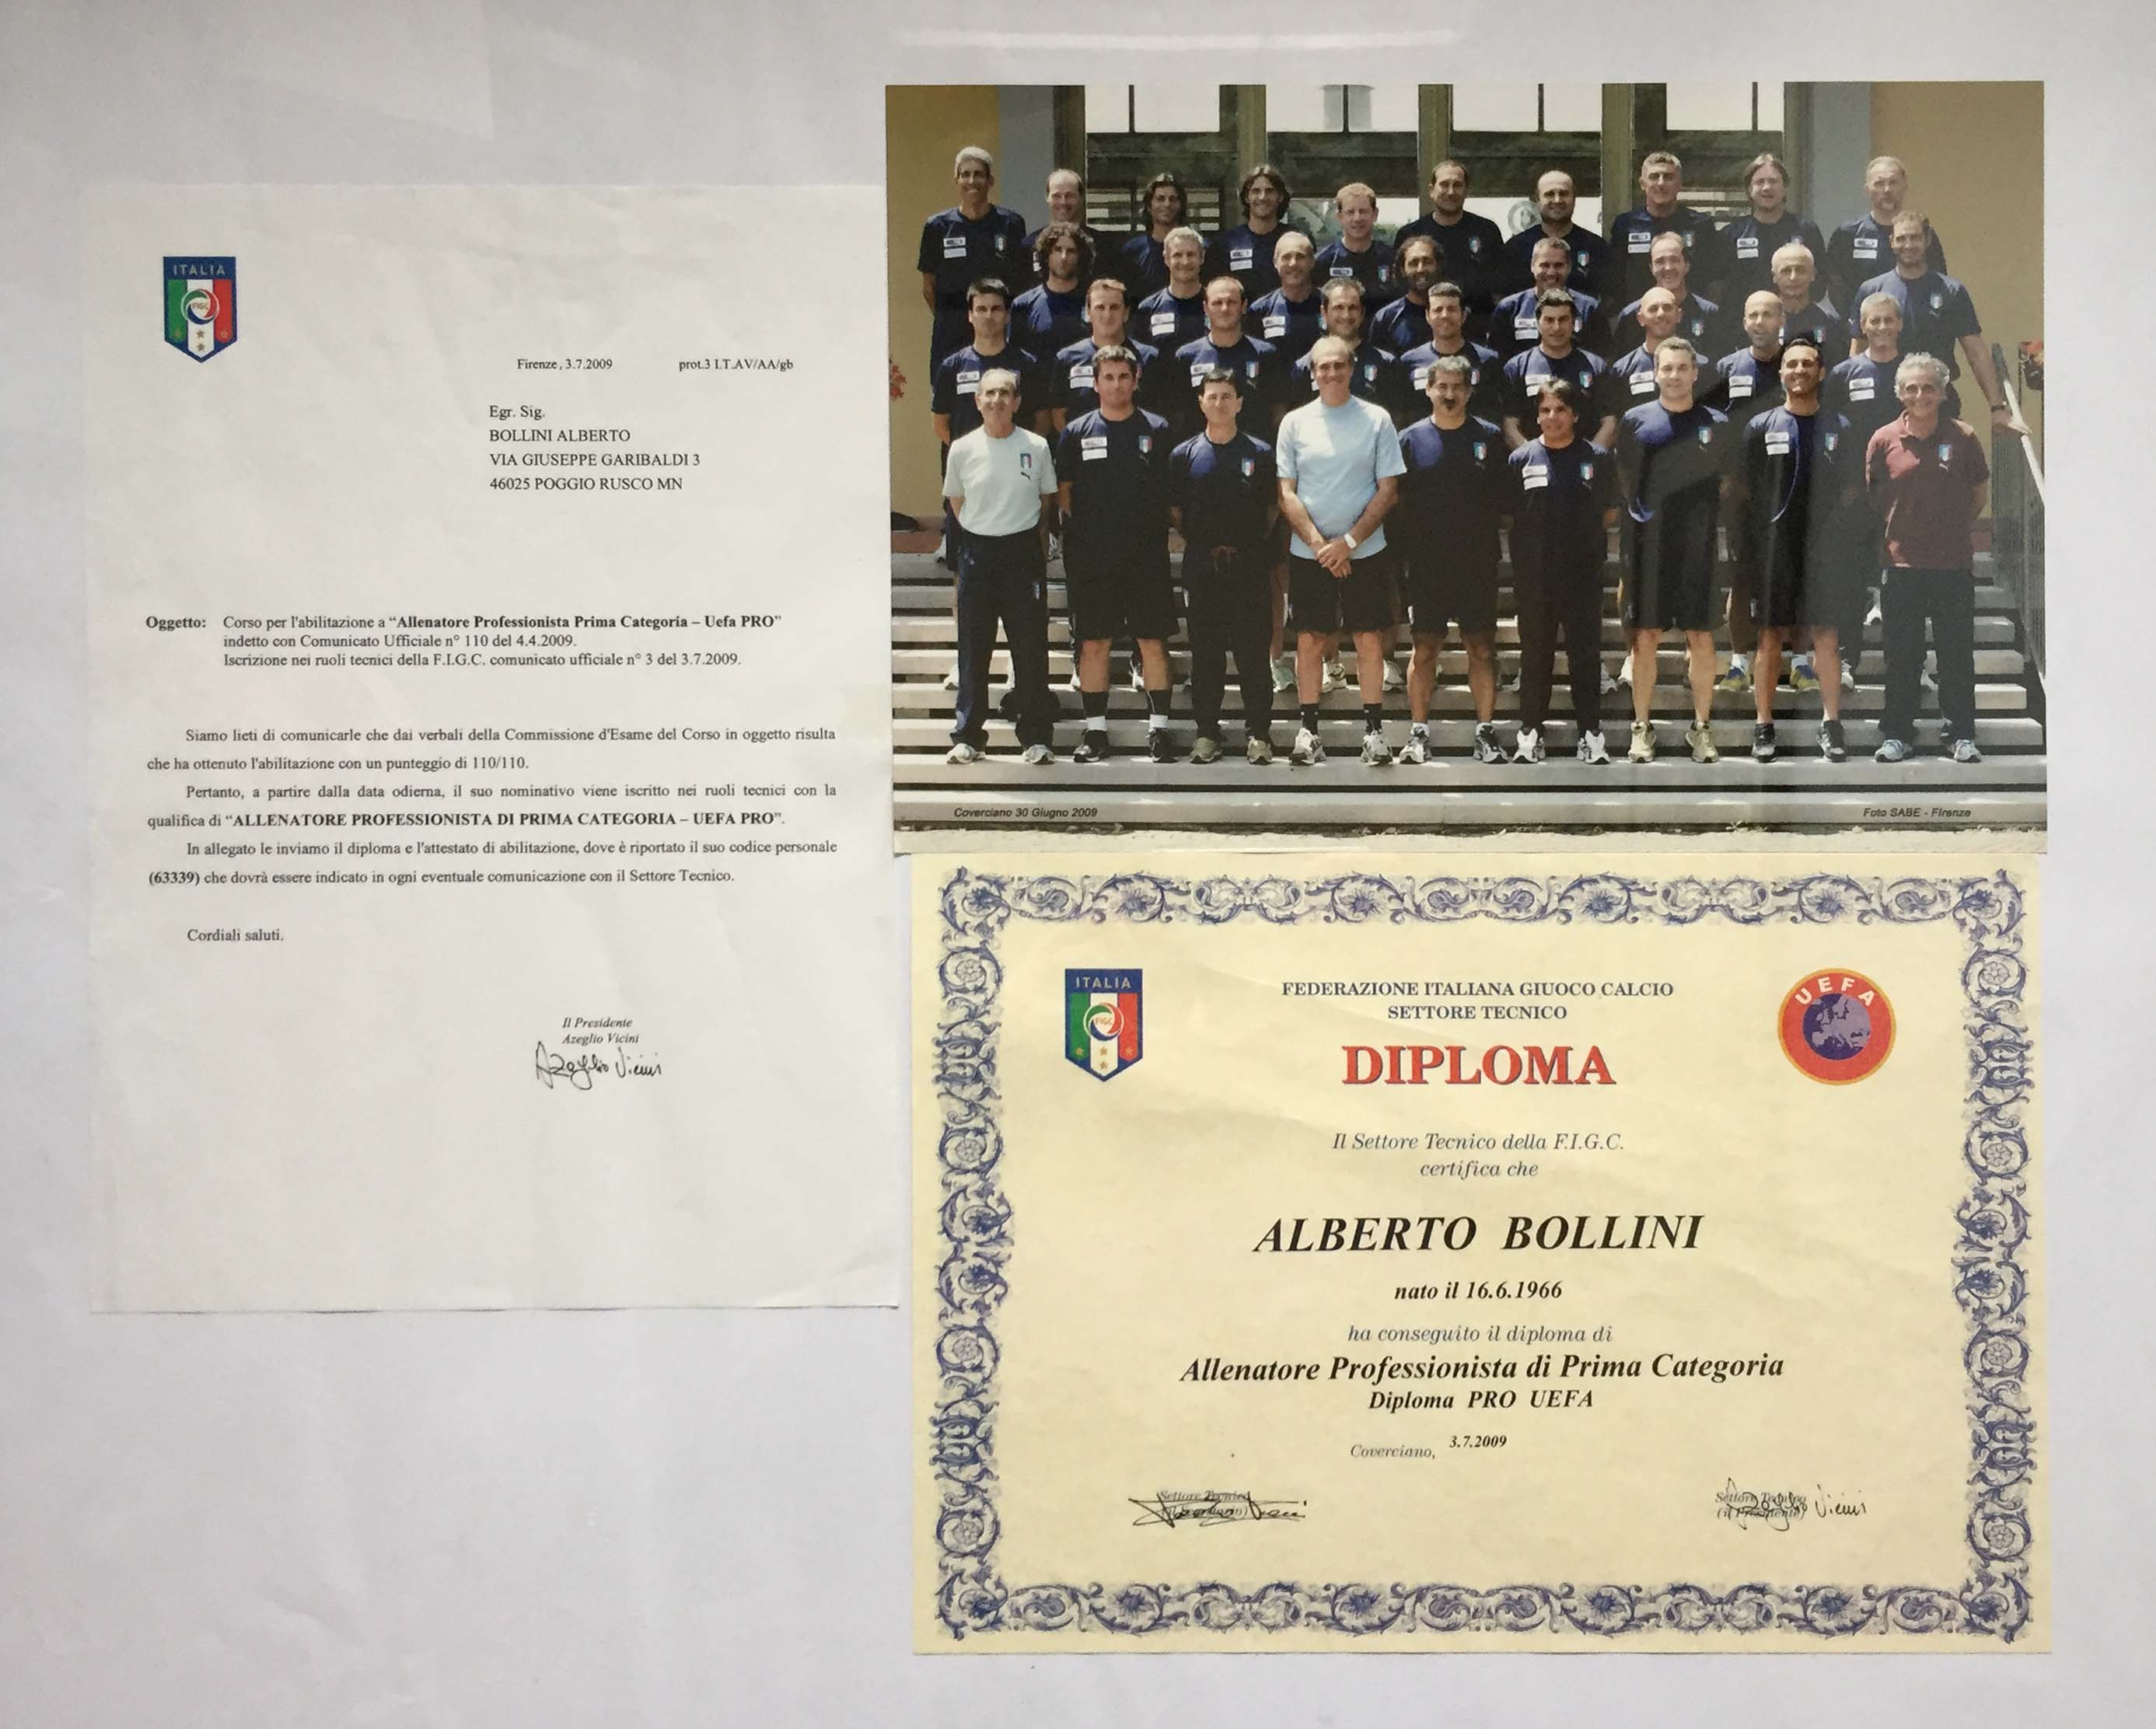 ITALIA
FIGC
Firenze, 3.7.2009 prot.3 I.T.AV/AA/gb
Egr. Sig.
BOLLINI ALBERTO
VIA GIUSEPPE GARIBALDI 3
46025 POGGIO RUSCO MN
Oggetto: Corso per l'abilitazione a “Allenatore Professionista Prima Categoria – Uefa PRO”
indetto con Comunicato Ufficiale n° 110 del 4.4.2009.
Iscrizione nei ruoli tecnici della F.I.G.C. comunicato ufficiale n° 3 del 3.7.2009.
Siamo lieti di comunicarle che dai verbali della Commissione d'Esame del Corso in oggetto risulta
che ha ottenuto l'abilitazione con un punteggio di 110/110.
Pertanto, a partire dalla data odierna, il suo nominativo viene iscritto nei ruoli tecnici con la
qualifica di “ALLENATORE PROFESSIONISTA DI PRIMA CATEGORIA – UEFA PRO”.
In allegato le inviamo il diploma e l'attestato di abilitazione, dove è riportato il suo codice personale
(63339) che dovrà essere indicato in ogni eventuale comunicazione con il Settore Tecnico.
Cordiali saluti.
Il Presidente
Azeglio Vicini
Azeglio Vicini
Coverciano 30 Giugno 2009 Foto SABE - Firenze
ITALIA
FIGC
UEFA
FEDERAZIONE ITALIANA GIUOCO CALCIO
SETTORE TECNICO
DIPLOMA
Il Settore Tecnico della F.I.G.C.
certifica che
ALBERTO BOLLINI
nato il 16.6.1966
ha conseguito il diploma di
Allenatore Professionista di Prima Categoria
Diploma PRO UEFA
Coverciano, 3.7.2009
Settore Tecnico
Settore Tecnico
(il Presidente)
Azeglio Vicini